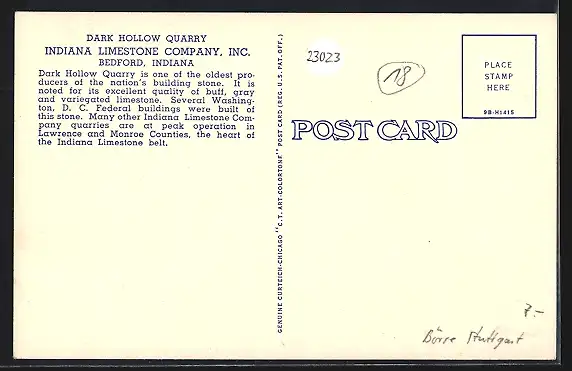 DARK HOLLOW QUARRY
INDIANA LIMESTONE COMPANY, INC.
BEDFORD, INDIANA
Dark Hollow Quarry is one of the oldest pro-
ducers of the nation's building stone. It is
noted for its excellent quality of buff, gray
and variegated limestone. Several Washing-
ton, D. C. Federal buildings were built of
this stone. Many other Indiana Limestone Com-
pany quarries are at peak operation in
Lawrence and Monroe Counties, the heart of
the Indiana Limestone belt.
GENUINE CURTEICH-CHICAGO "C.T. ART-COLORTONE" POST CARD (REG. U.S. PAT. OFF.)
23023
18
POST CARD
PLACE
STAMP
HERE
9B-H1415
7.-
Börse Stuttgart